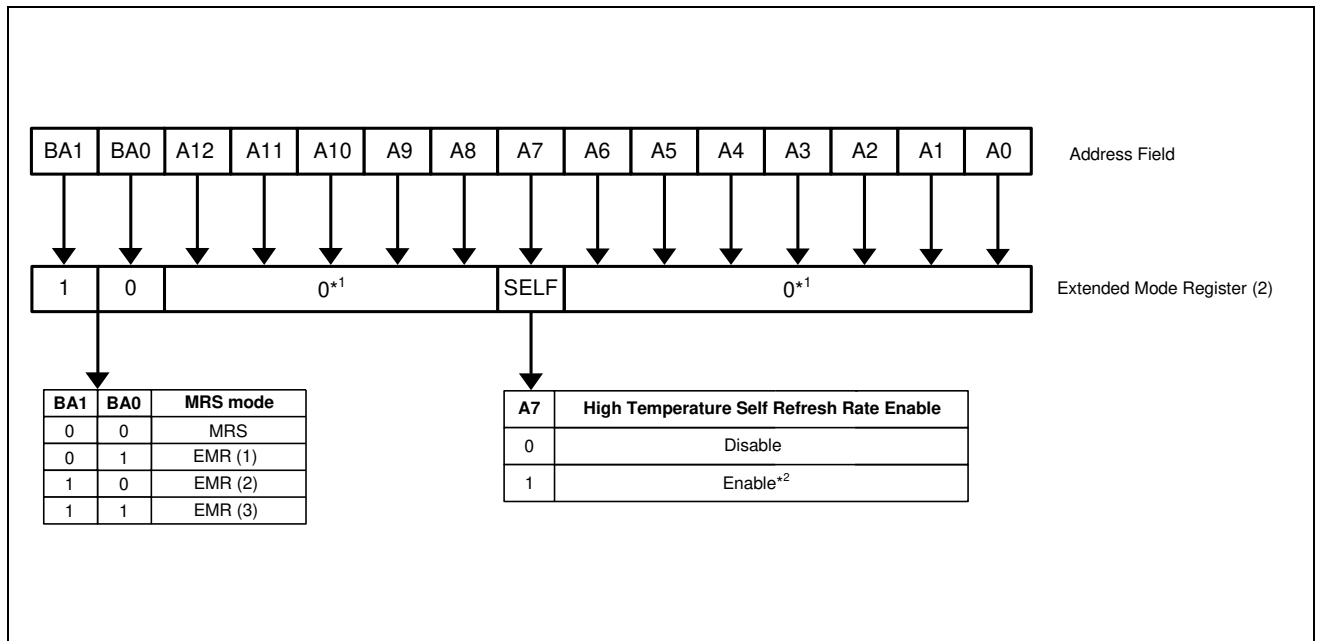 BA1 BA0 A12 A11 A10 A9 A8 A7 A6 A5 A4 A3 A2 A1 A0 Address Field
1 0 0*1 SELF 0*1 Extended Mode Register (2)
BA1 BA0 MRS mode
0 0 MRS
0 1 EMR (1)
1 0 EMR (2)
1 1 EMR (3)
A7 High Temperature Self Refresh Rate Enable
0 Disable
1 Enable*2